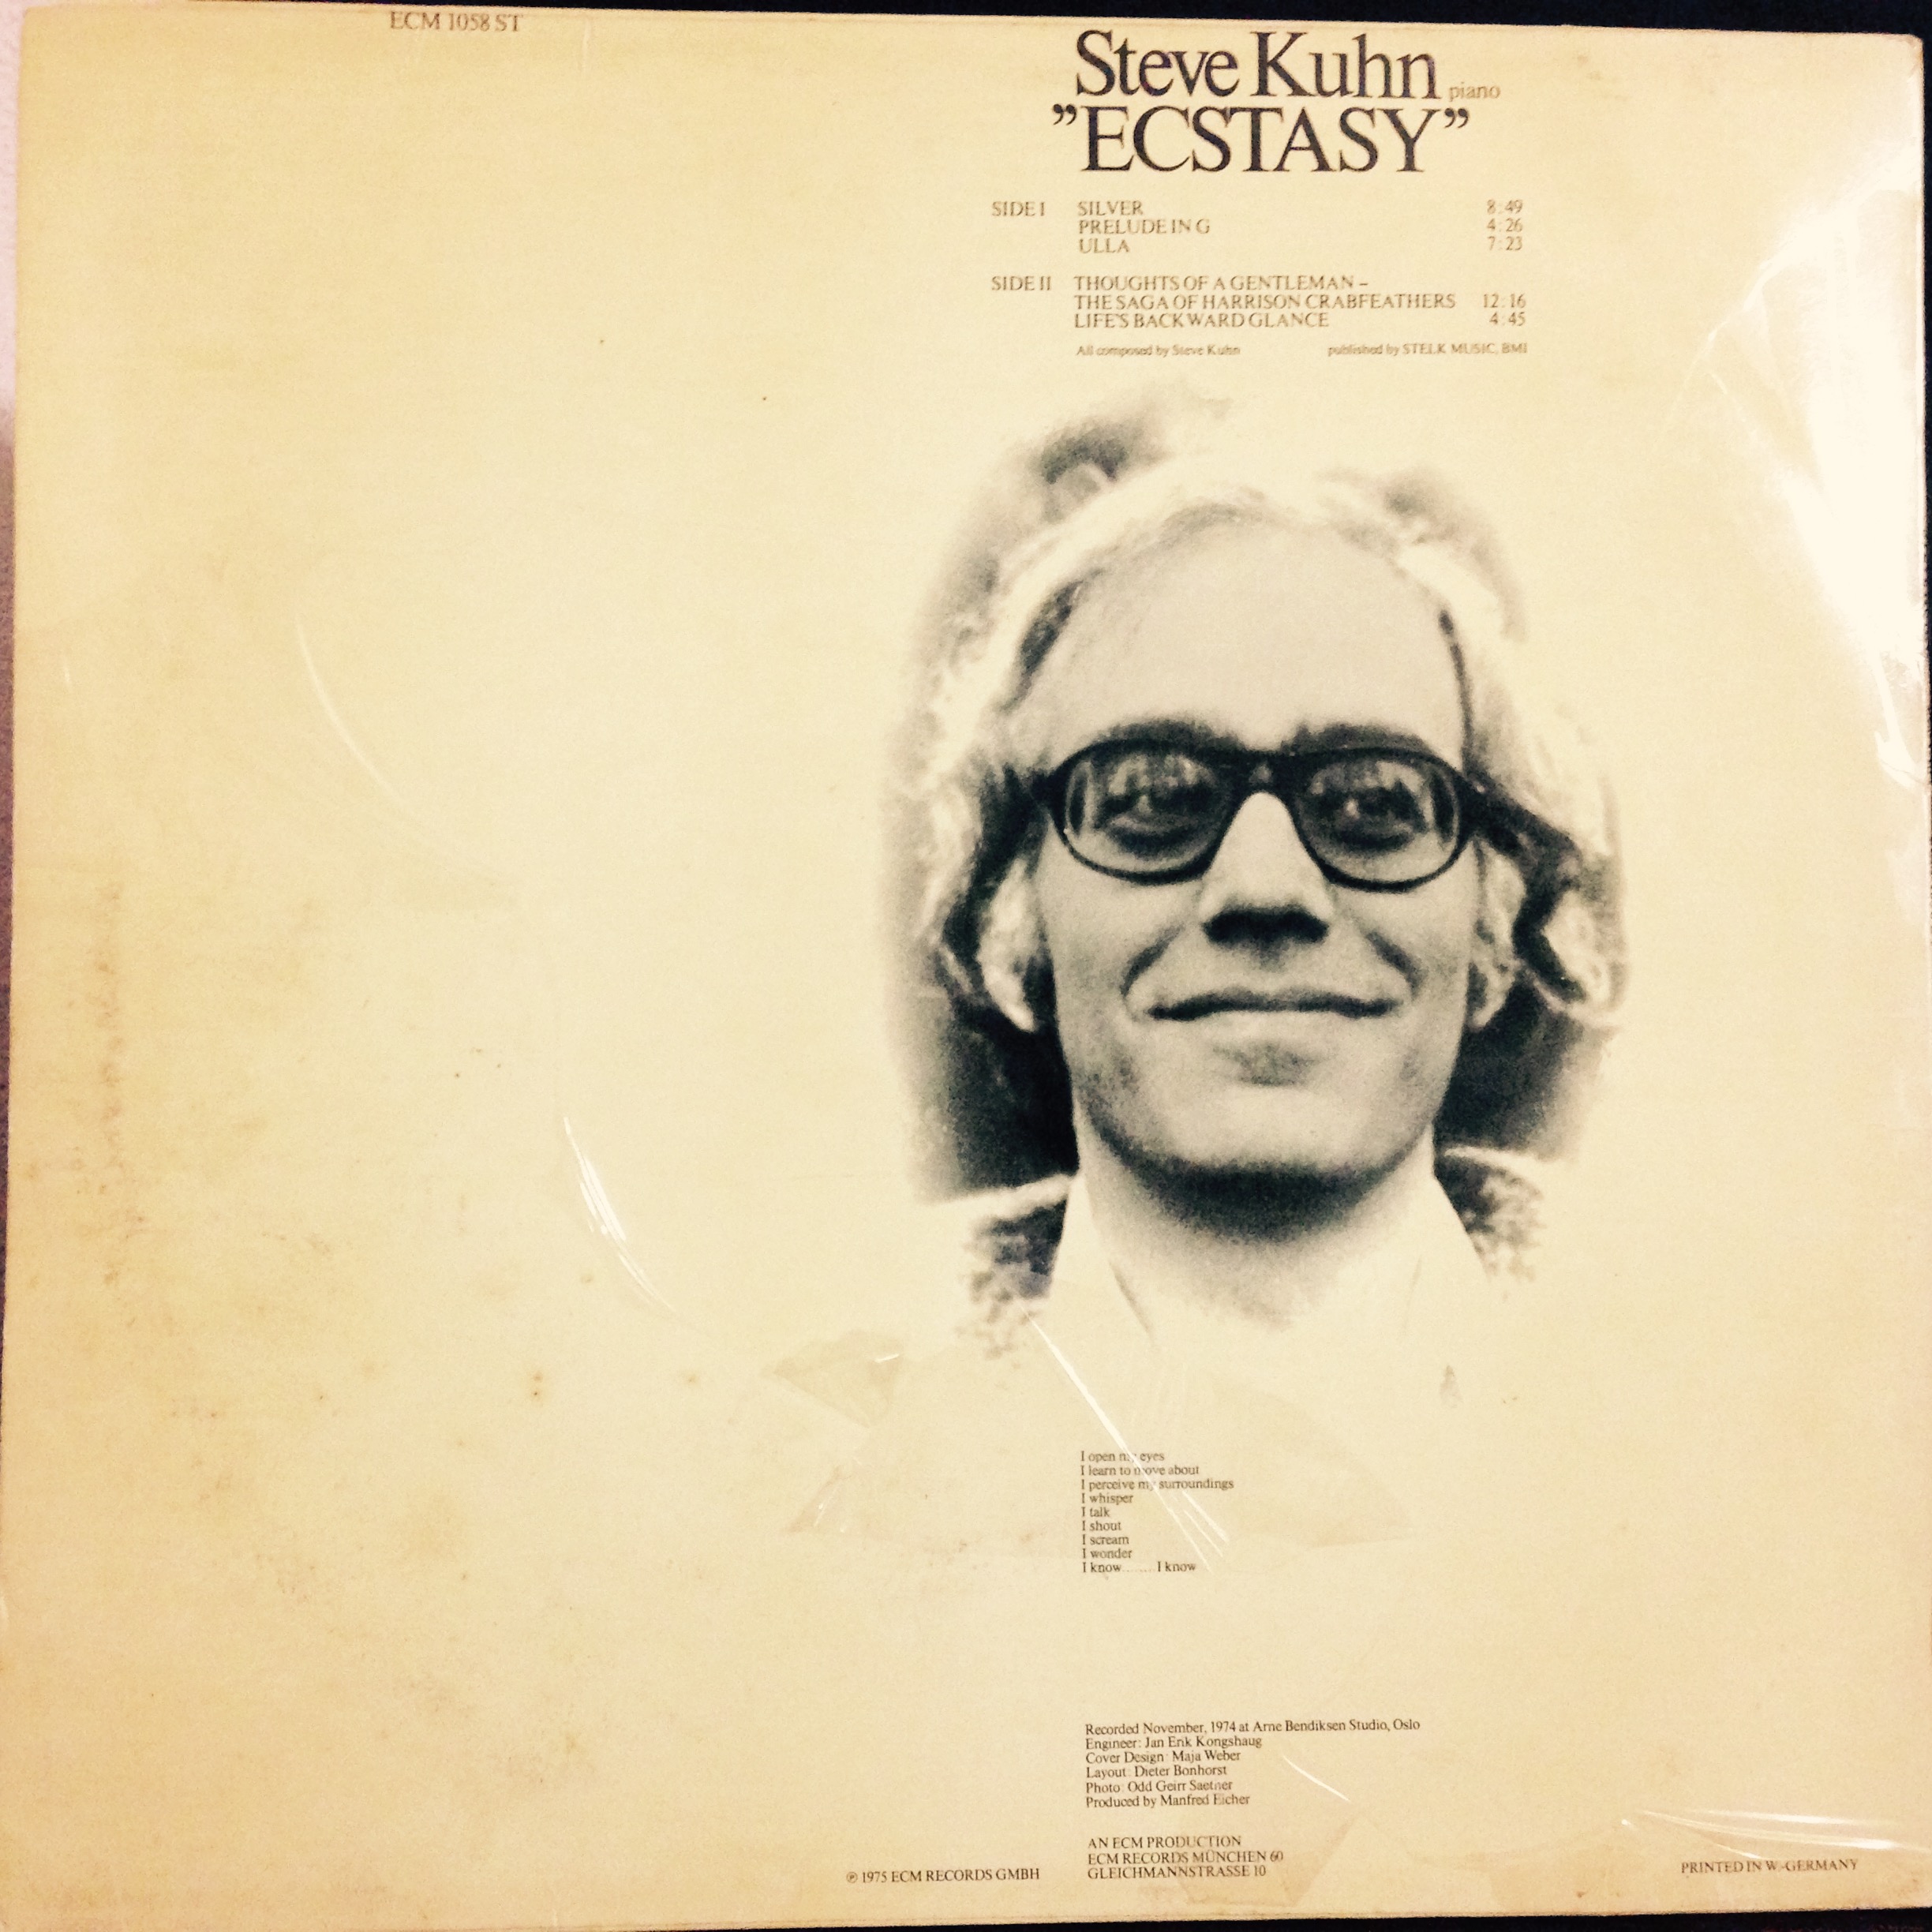 ECM 1058 ST
Steve Kuhn piano
”ECSTASY”
SIDE I SILVER 8:49
PRELUDE IN G 4:26
ULLA 7:23
SIDE II THOUGHTS OF A GENTLEMAN –
THE SAGA OF HARRISON CRABFEATHERS 12:16
LIFE'S BACKWARD GLANCE 4:45
All composed by Steve Kuhn published by STELK MUSIC, BMI
I open my eyes
I learn to move about
I perceive my surroundings
I whisper
I talk
I shout
I scream
I wonder
I know........I know
Recorded November, 1974 at Arne Bendiksen Studio, Oslo
Engineer: Jan Erik Kongshaug
Cover Design: Maja Weber
Layout: Dieter Bonhorst
Photo: Odd Geirr Saetner
Produced by Manfred Eicher
AN ECM PRODUCTION
ECM RECORDS MÜNCHEN 60
GLEICHMANNSTRASSE 10
℗ 1975 ECM RECORDS GMBH
PRINTED IN W.-GERMANY